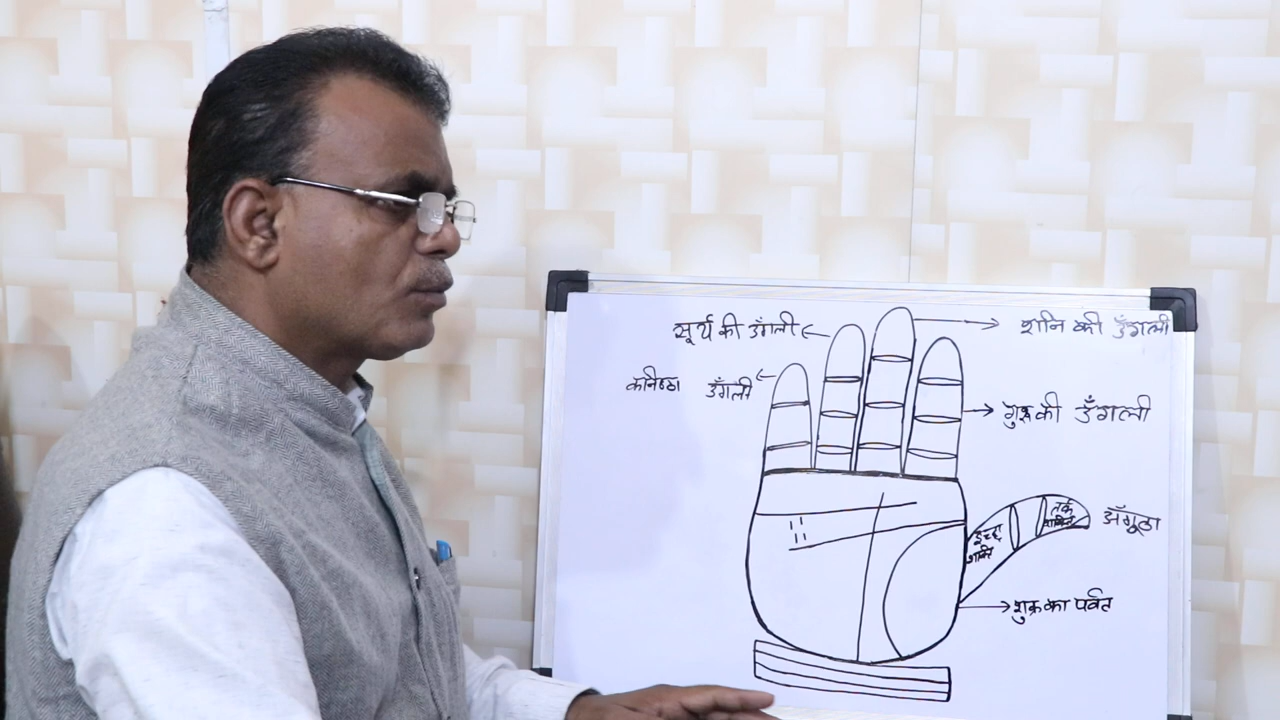 सूर्य की उँगली
शनि की उँगली
कनिष्ठा उँगली
गुरू की उँगली
तर्क
शक्ति
अँगूठा
इच्छा
शक्ति
शुक्र का पर्वत